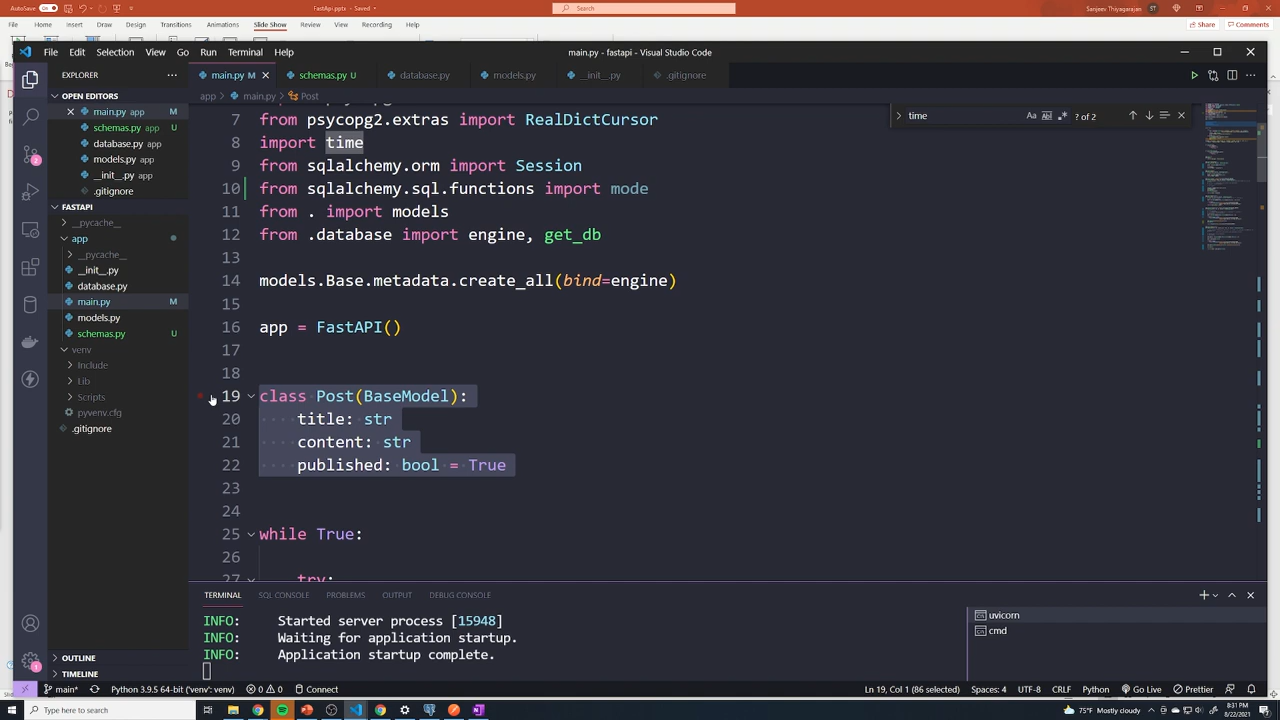 AutoSave On
FastApi.pptx - Saved
Search
Sanjeev Thiyagarajan
ST
File Home Insert Draw Design Transitions Animations Slide Show Review View Recording Help
Share Comments
File Edit Selection View Go Run Terminal Help
main.py - fastapi - Visual Studio Code
EXPLORER
main.py M schemas.py U database.py models.py __init__.py .gitignore
app > main.py > Post
OPEN EDITORS
main.py app M
schemas.py app U
database.py app
models.py app
__init__.py app
.gitignore
FASTAPI
__pycache__
app
__pycache__
__init__.py
database.py
main.py M
models.py
schemas.py U
venv
Include
Lib
Scripts
pyvenv.cfg
.gitignore
OUTLINE
TIMELINE
time
Aa ab .* ? of 2
7 from psycopg2.extras import RealDictCursor
8 import time
9 from sqlalchemy.orm import Session
10 from sqlalchemy.sql.functions import mode
11 from . import models
12 from .database import engine, get_db
13
14 models.Base.metadata.create_all(bind=engine)
15
16 app = FastAPI()
17
18
19 class Post(BaseModel):
20 title: str
21 content: str
22 published: bool = True
23
24
25 while True:
26
27 try:
TERMINAL SQL CONSOLE PROBLEMS OUTPUT DEBUG CONSOLE
INFO: Started server process [15948]
INFO: Waiting for application startup.
INFO: Application startup complete.
uvicorn
cmd
2
1
main* Python 3.9.5 64-bit ('venv': venv) 0 0 Connect
Ln 19, Col 1 (86 selected) Spaces: 4 UTF-8 CRLF Python Go Live Prettier
Type here to search
75°F Mostly cloudy
8:31 PM
8/22/2021